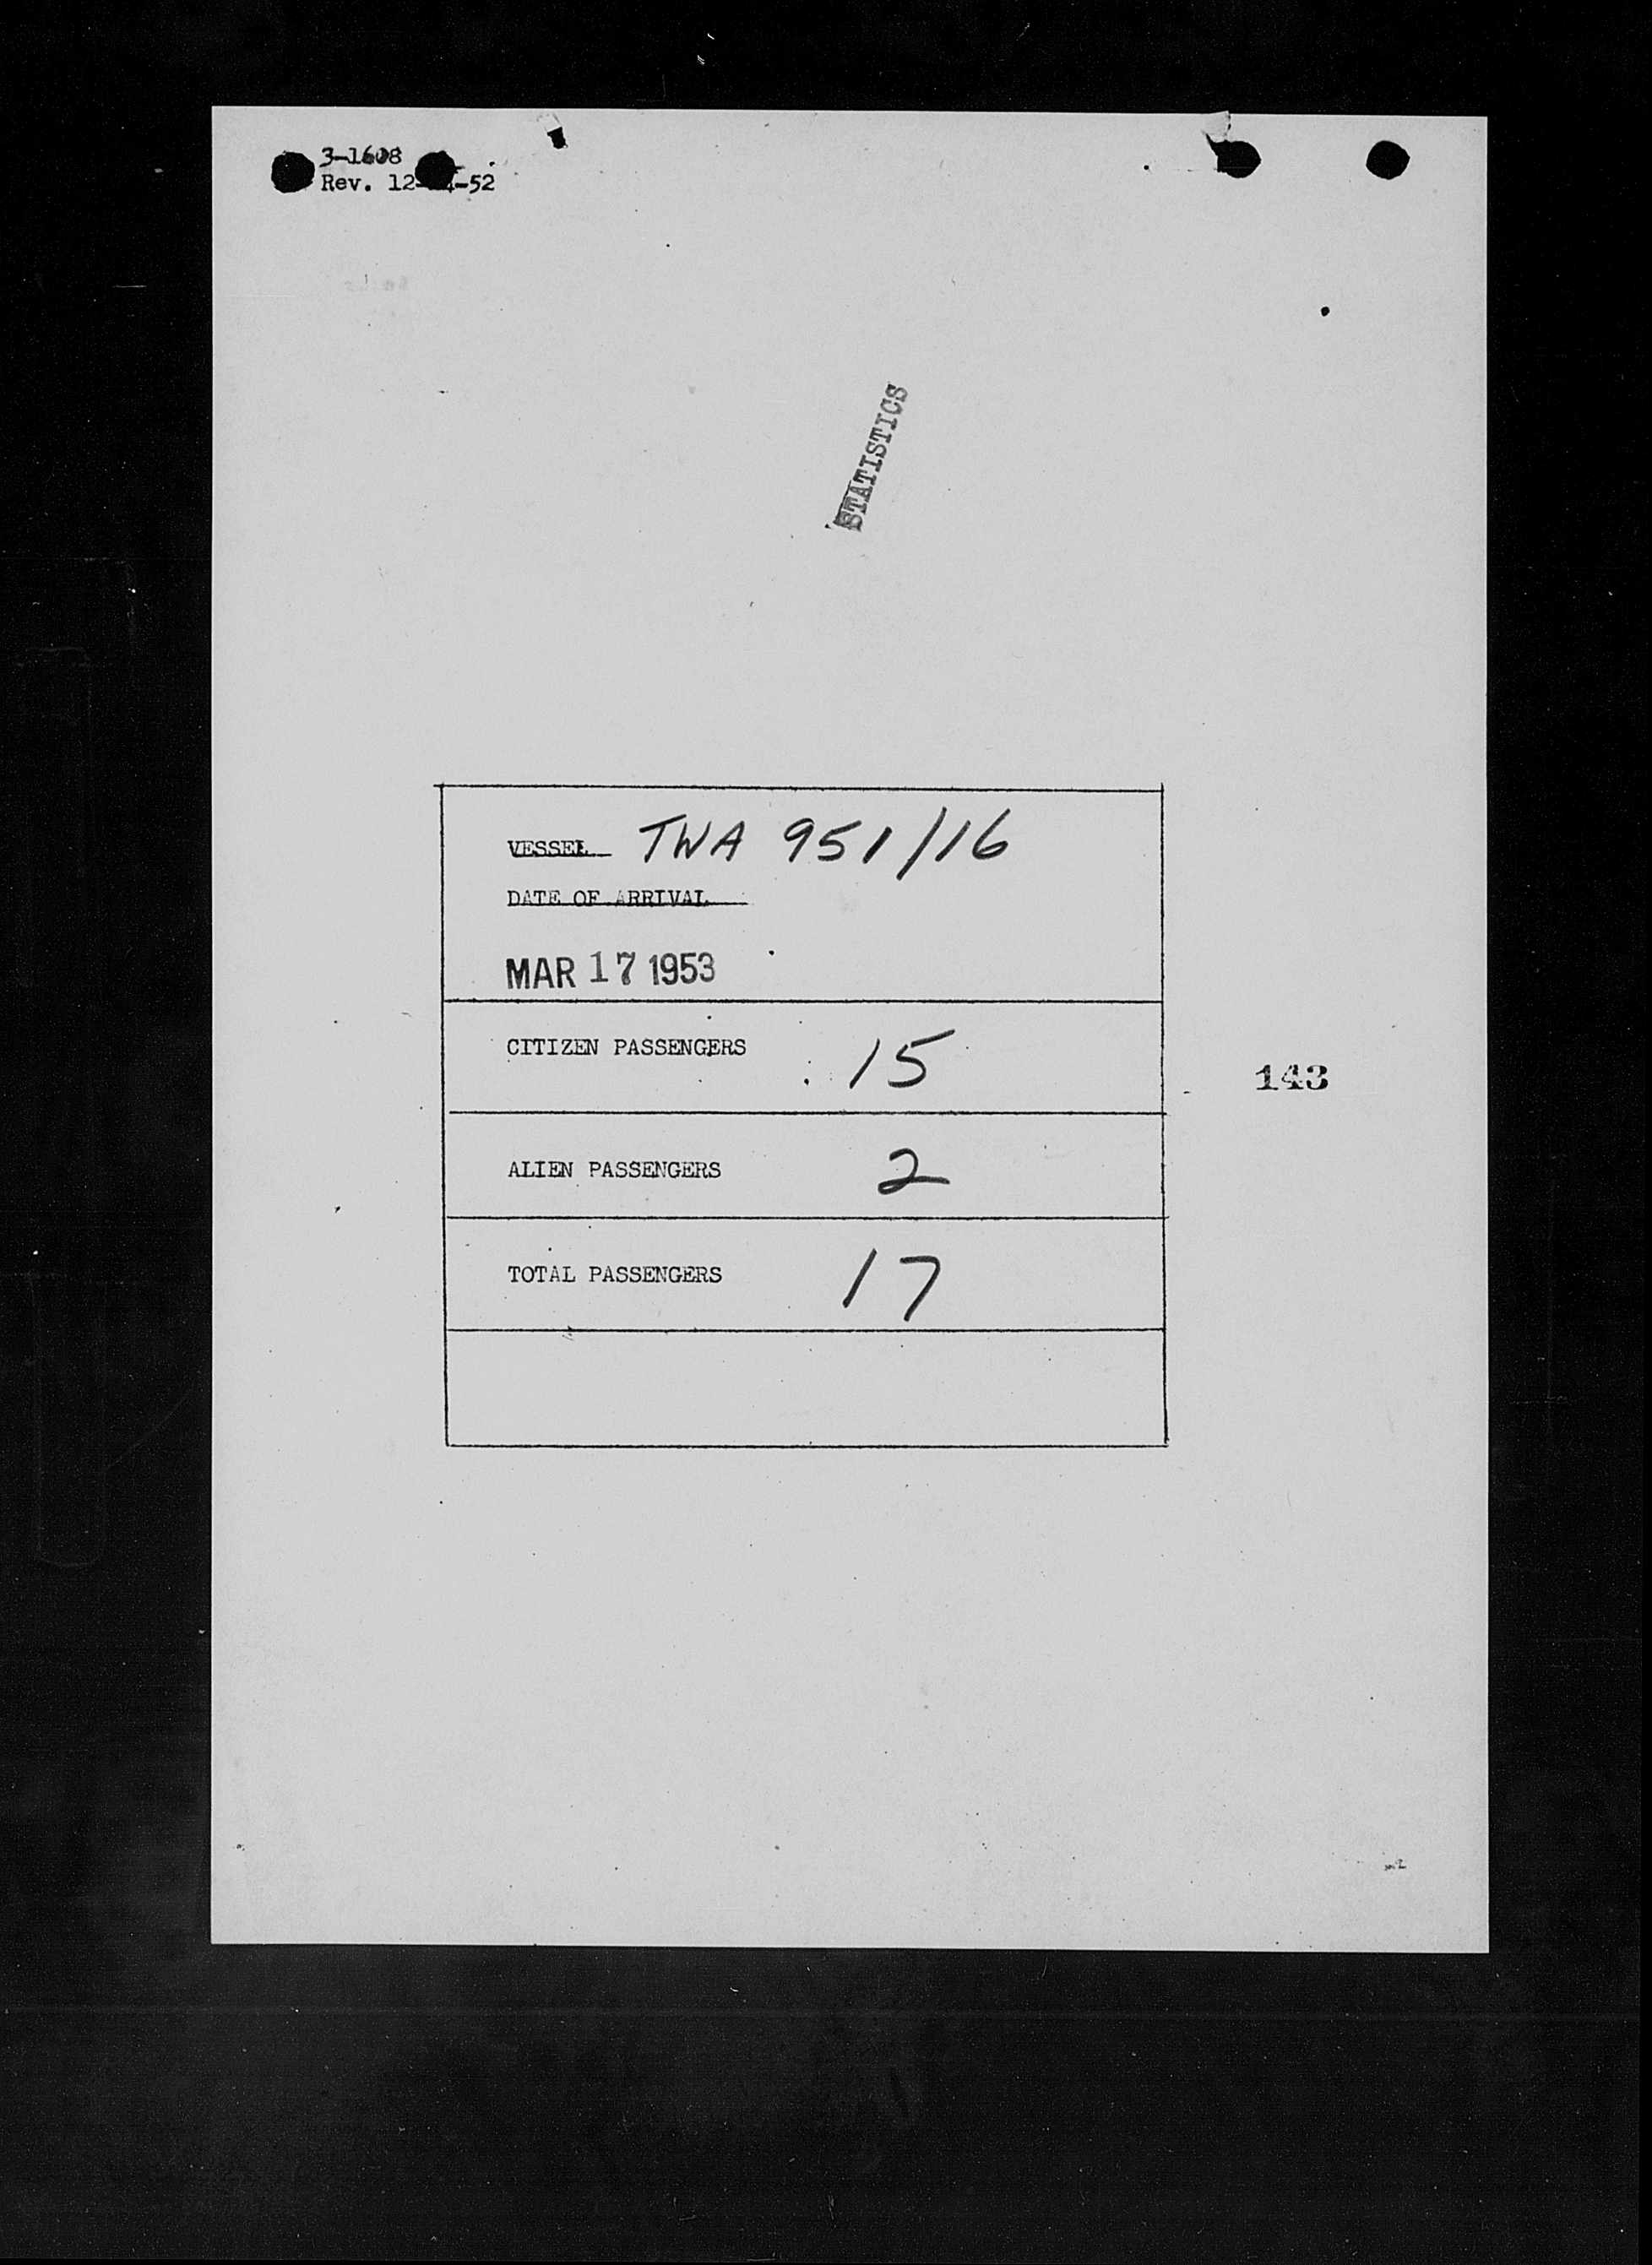 3-1608
Rev. 12- -52
STATISTICS
VESSEL TWA 951/16
DATE OF ARRIVAL
MAR 17 1953
CITIZEN PASSENGERS 15
143
ALIEN PASSENGERS 2
TOTAL PASSENGERS 17